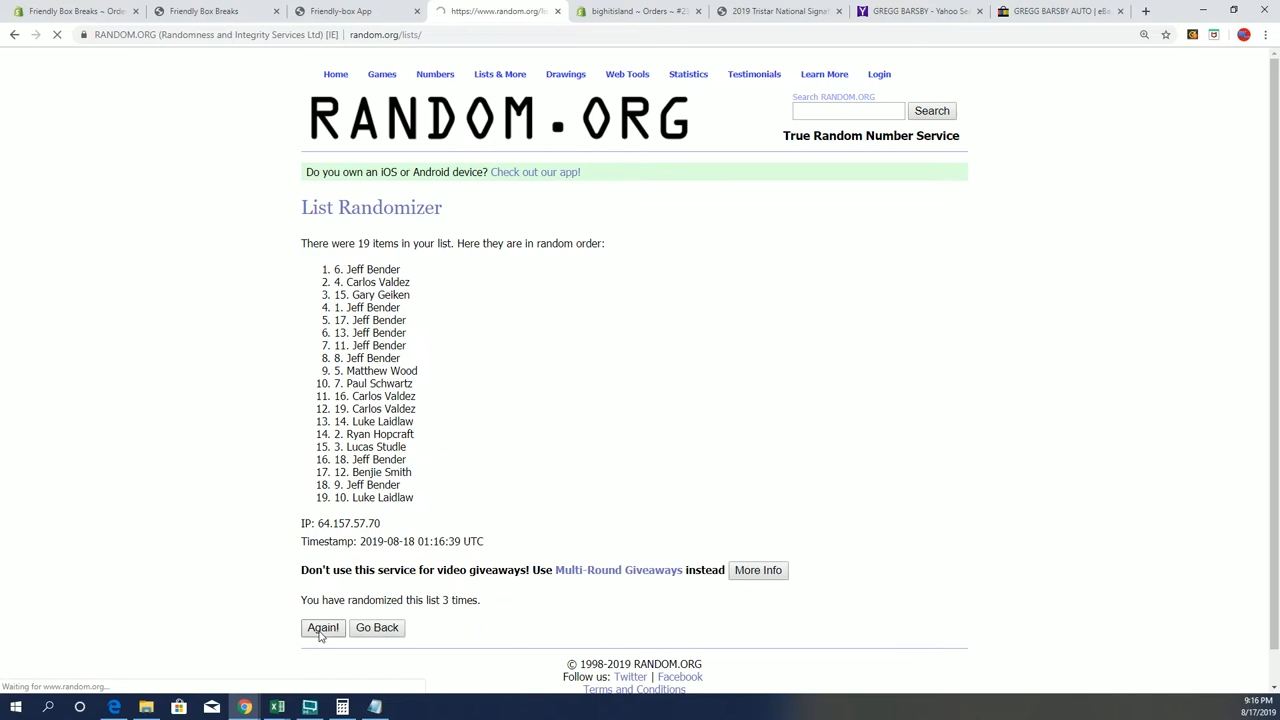 Friendly Box Breaks ~ Orde
Friendly Box Breaks
Friendly-box App
https://www.random.org/lis
bighitisland ~ Orders ~ #23
2019 Tristar National Signat
GREGG BARSBY - Yahoo Se
GREGG BARSBY AUTO | eBa
RANDOM.ORG (Randomness and Integrity Services Ltd) [IE] | random.org/lists/
Home Games Numbers Lists & More Drawings Web Tools Statistics Testimonials Learn More Login
RANDOM.ORG
Search RANDOM.ORG
Search
True Random Number Service
Do you own an iOS or Android device? Check out our app!
List Randomizer
There were 19 items in your list. Here they are in random order:
1. 6. Jeff Bender
2. 4. Carlos Valdez
3. 15. Gary Geiken
4. 1. Jeff Bender
5. 17. Jeff Bender
6. 13. Jeff Bender
7. 11. Jeff Bender
8. 8. Jeff Bender
9. 5. Matthew Wood
10. 7. Paul Schwartz
11. 16. Carlos Valdez
12. 19. Carlos Valdez
13. 14. Luke Laidlaw
14. 2. Ryan Hopcraft
15. 3. Lucas Studle
16. 18. Jeff Bender
17. 12. Benjie Smith
18. 9. Jeff Bender
19. 10. Luke Laidlaw
IP: 64.157.57.70
Timestamp: 2019-08-18 01:16:39 UTC
Don't use this service for video giveaways! Use Multi-Round Giveaways instead More Info
You have randomized this list 3 times.
Again! Go Back
© 1998-2019 RANDOM.ORG
Follow us: Twitter | Facebook
Terms and Conditions
Waiting for www.random.org...
9:16 PM
8/17/2019